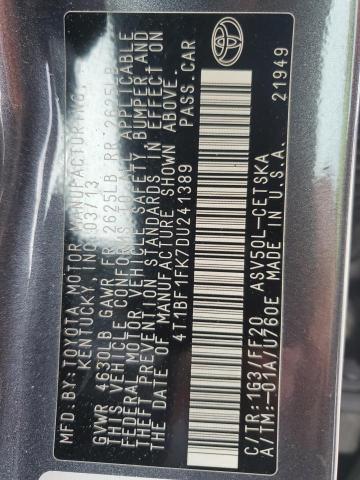 MFD.BY:TOYOTA MOTOR MANUFACTURING,
KENTUCKY, INC. 03/13
GVWR 4630LB GAWR FR 2625LB RR 2625LB
THIS VEHICLE CONFORMS TO ALL APPLICABLE
FEDERAL MOTOR VEHICLE SAFETY BUMPER, AND
THEFT PREVENTION STANDARDS IN EFFECT ON
THE DATE OF MANUFACTURE SHOWN ABOVE.
4T1BF1FK7DU241389 PASS.CAR
TOYOTA
C/TR:1G3/FF20 ASV50L-CETSKA
A/TM:-01A/U760E MADE IN U.S.A. 21949